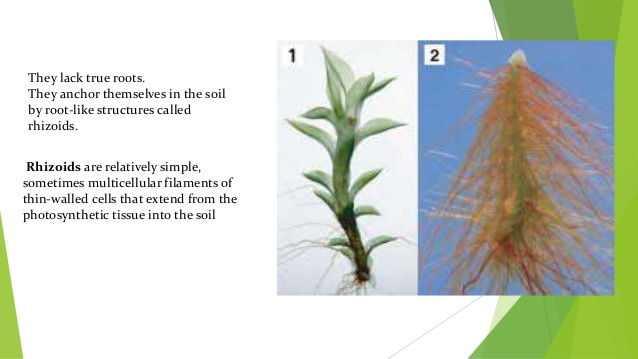 They lack true roots.
They anchor themselves in the soil
by root-like structures called
rhizoids.
Rhizoids are relatively simple,
sometimes multicellular filaments of
thin-walled cells that extend from the
photosynthetic tissue into the soil
1
2